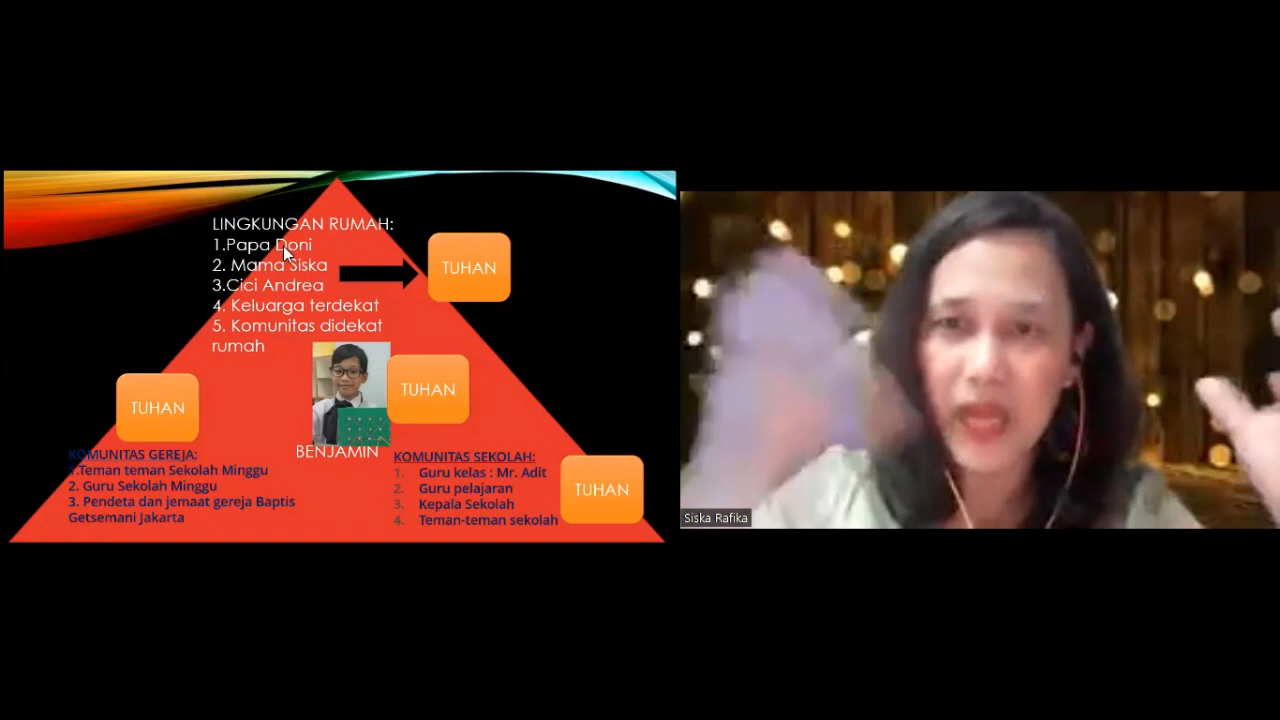 LINGKUNGAN RUMAH:
1.Papa Doni
2. Mama Siska
3.Cici Andrea
4. Keluarga terdekat
5. Komunitas didekat
rumah
TUHAN
TUHAN
TUHAN
BENJAMIN
KOMUNITAS GEREJA:
1.Teman teman Sekolah Minggu
2. Guru Sekolah Minggu
3. Pendeta dan jemaat gereja Baptis
Getsemani Jakarta
KOMUNITAS SEKOLAH:
1. Guru kelas : Mr. Adit
2. Guru pelajaran
3. Kepala Sekolah
4. Teman-teman sekolah
TUHAN
Siska Rafika